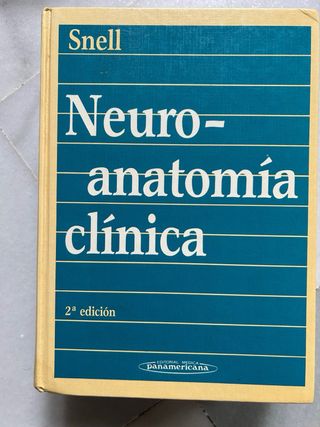 Snell
Neuro-
anatomía
clínica
2ª edición
EDITORIAL MEDICA
panamericana